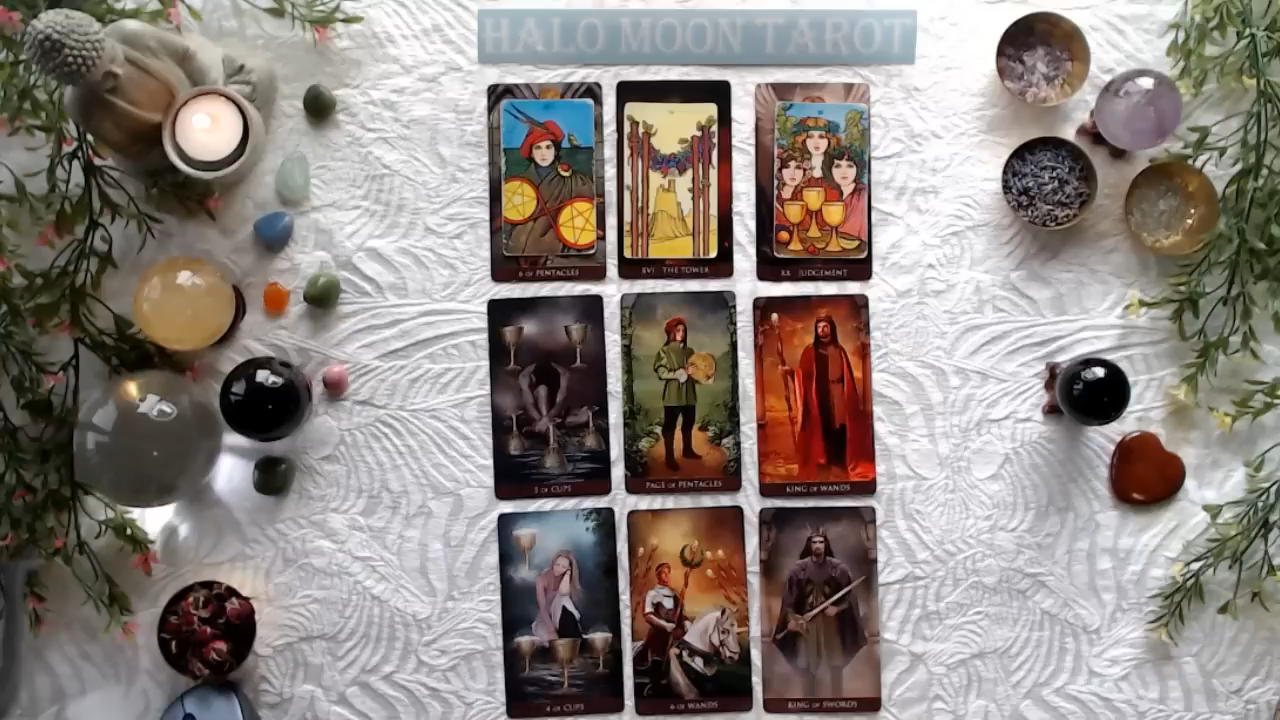 HALO MOON TAROT
6 OF PENTACLES
XVI THE TOWER
XX JUDGEMENT
5 OF CUPS
PAGE OF PENTACLES
KING OF WANDS
4 OF CUPS
6 OF WANDS
KING OF SWORDS